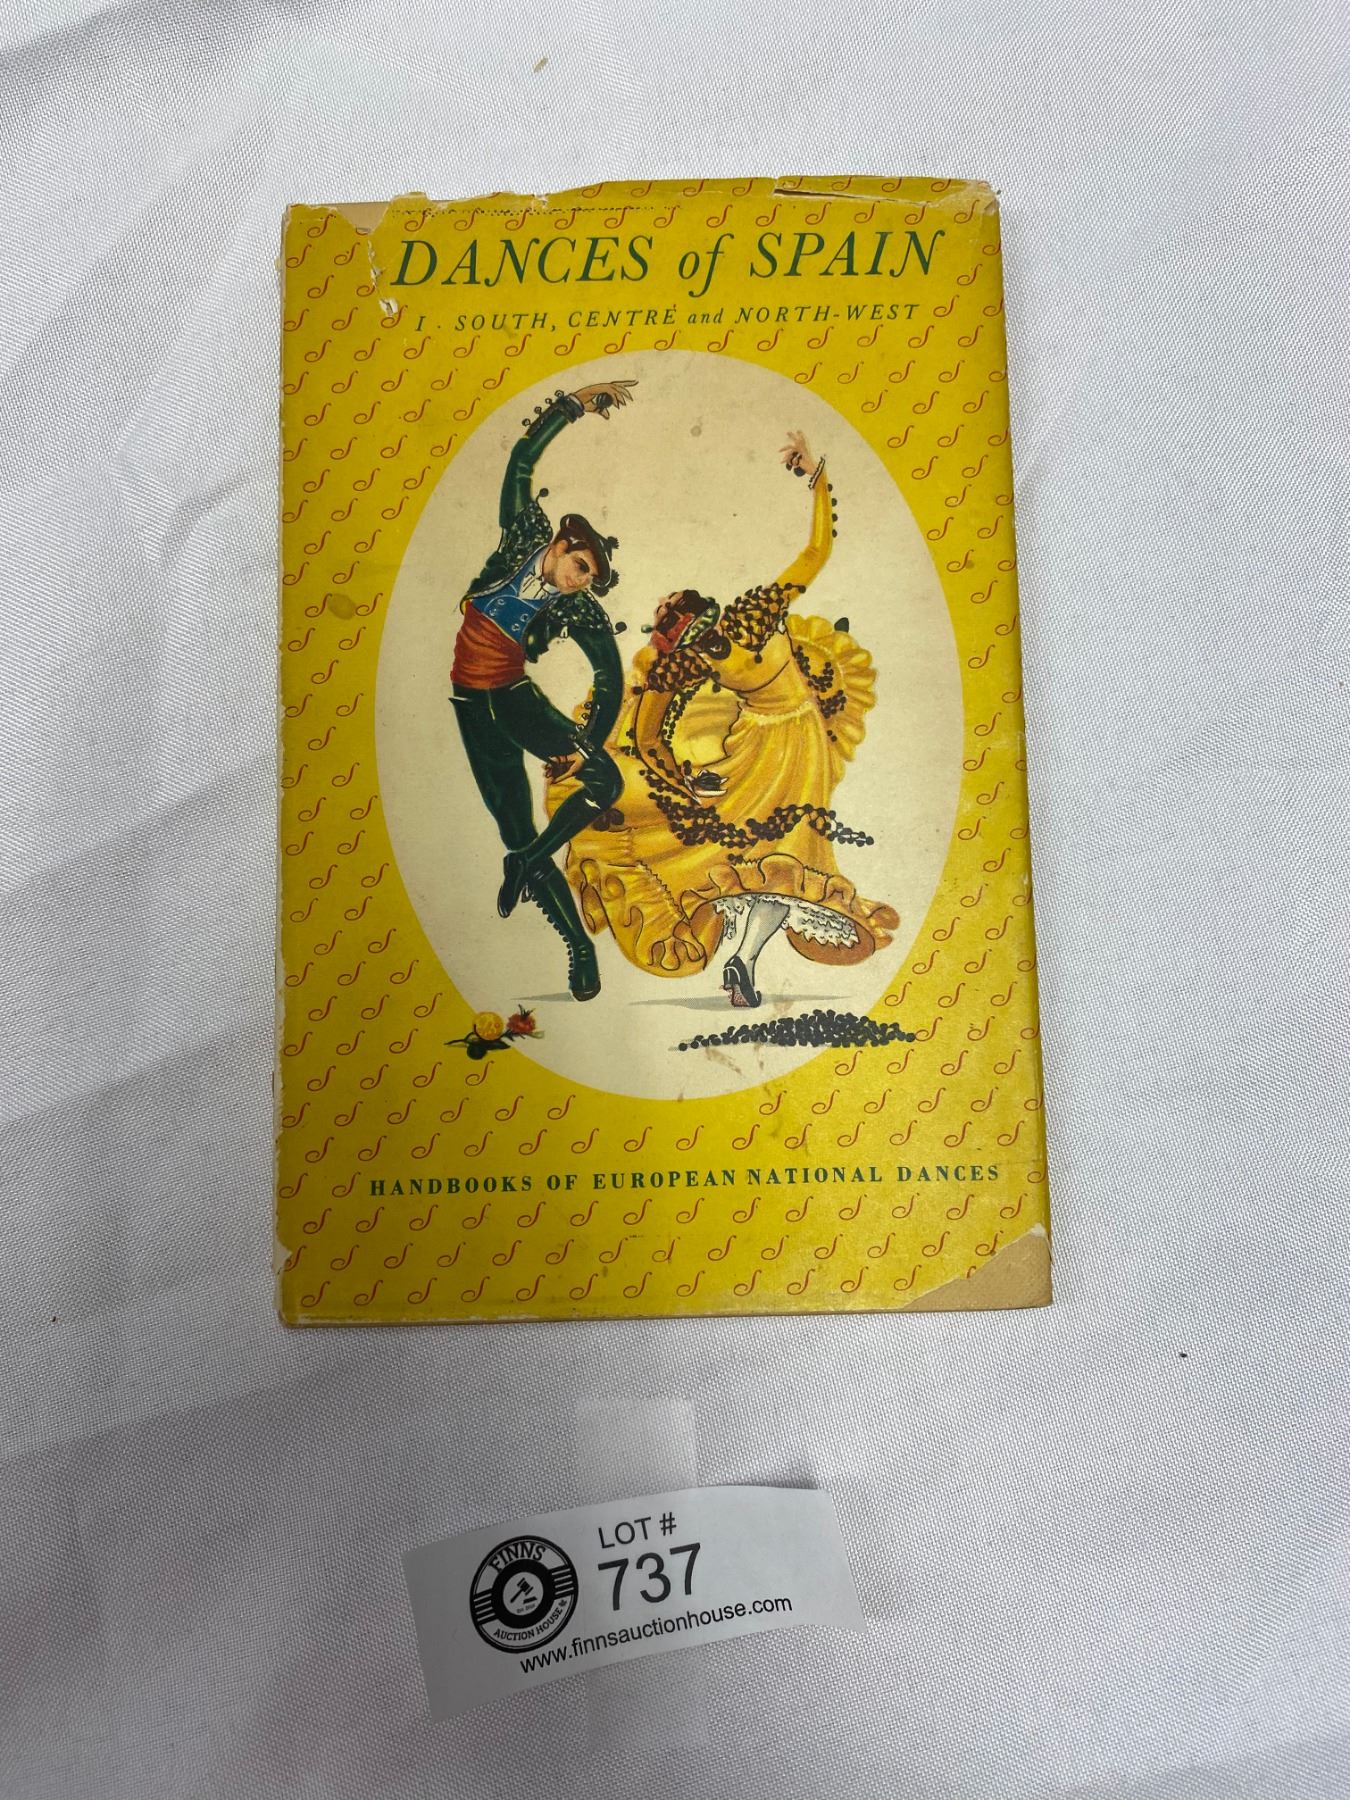 DANCES of SPAIN
I · SOUTH, CENTRE and NORTH-WEST
HANDBOOKS OF EUROPEAN NATIONAL DANCES
LOT #
737
FINNS
AUCTION HOUSE
www.finnsauctionhouse.com